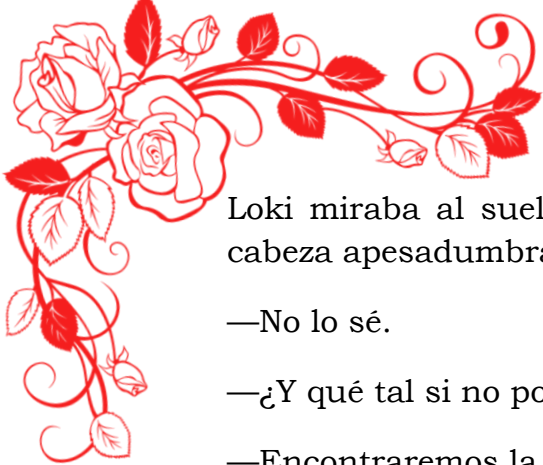 Loki miraba al suel
cabeza apesadumbra
—No lo sé.
—¿Y qué tal si no po
—Encontraremos la